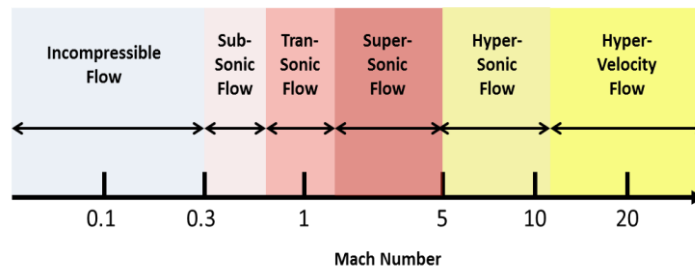 Incompressible
Flow
Sub-
Sonic
Flow
Tran-
Sonic
Flow
Super-
Sonic
Flow
Hyper-
Sonic
Flow
Hyper-
Velocity
Flow
0.1 0.3 1 5 10 20
Mach Number